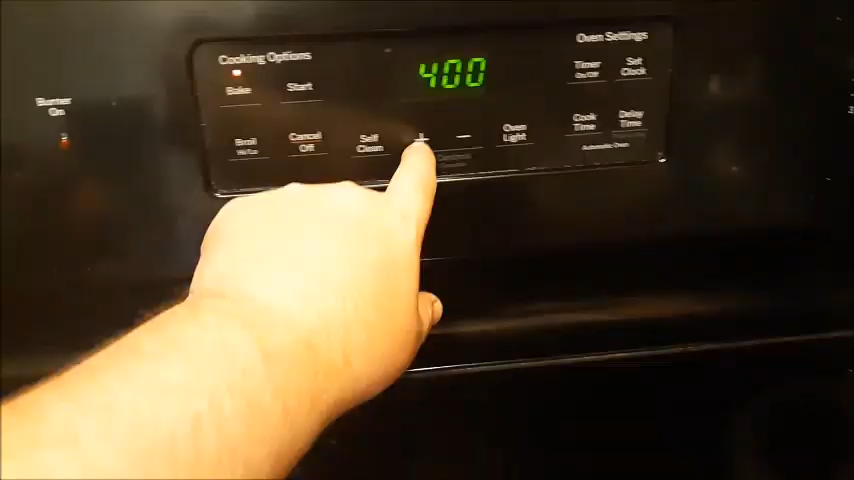 Cooking Options
Oven Settings
400
Bake
Start
Timer
On/Off
Set
Clock
Burner
On
Broil
Hi/Lo
Cancel
Off
Self
Clean
+
-
Oven
Light
Cook
Time
Delay
Time
Automatic Oven